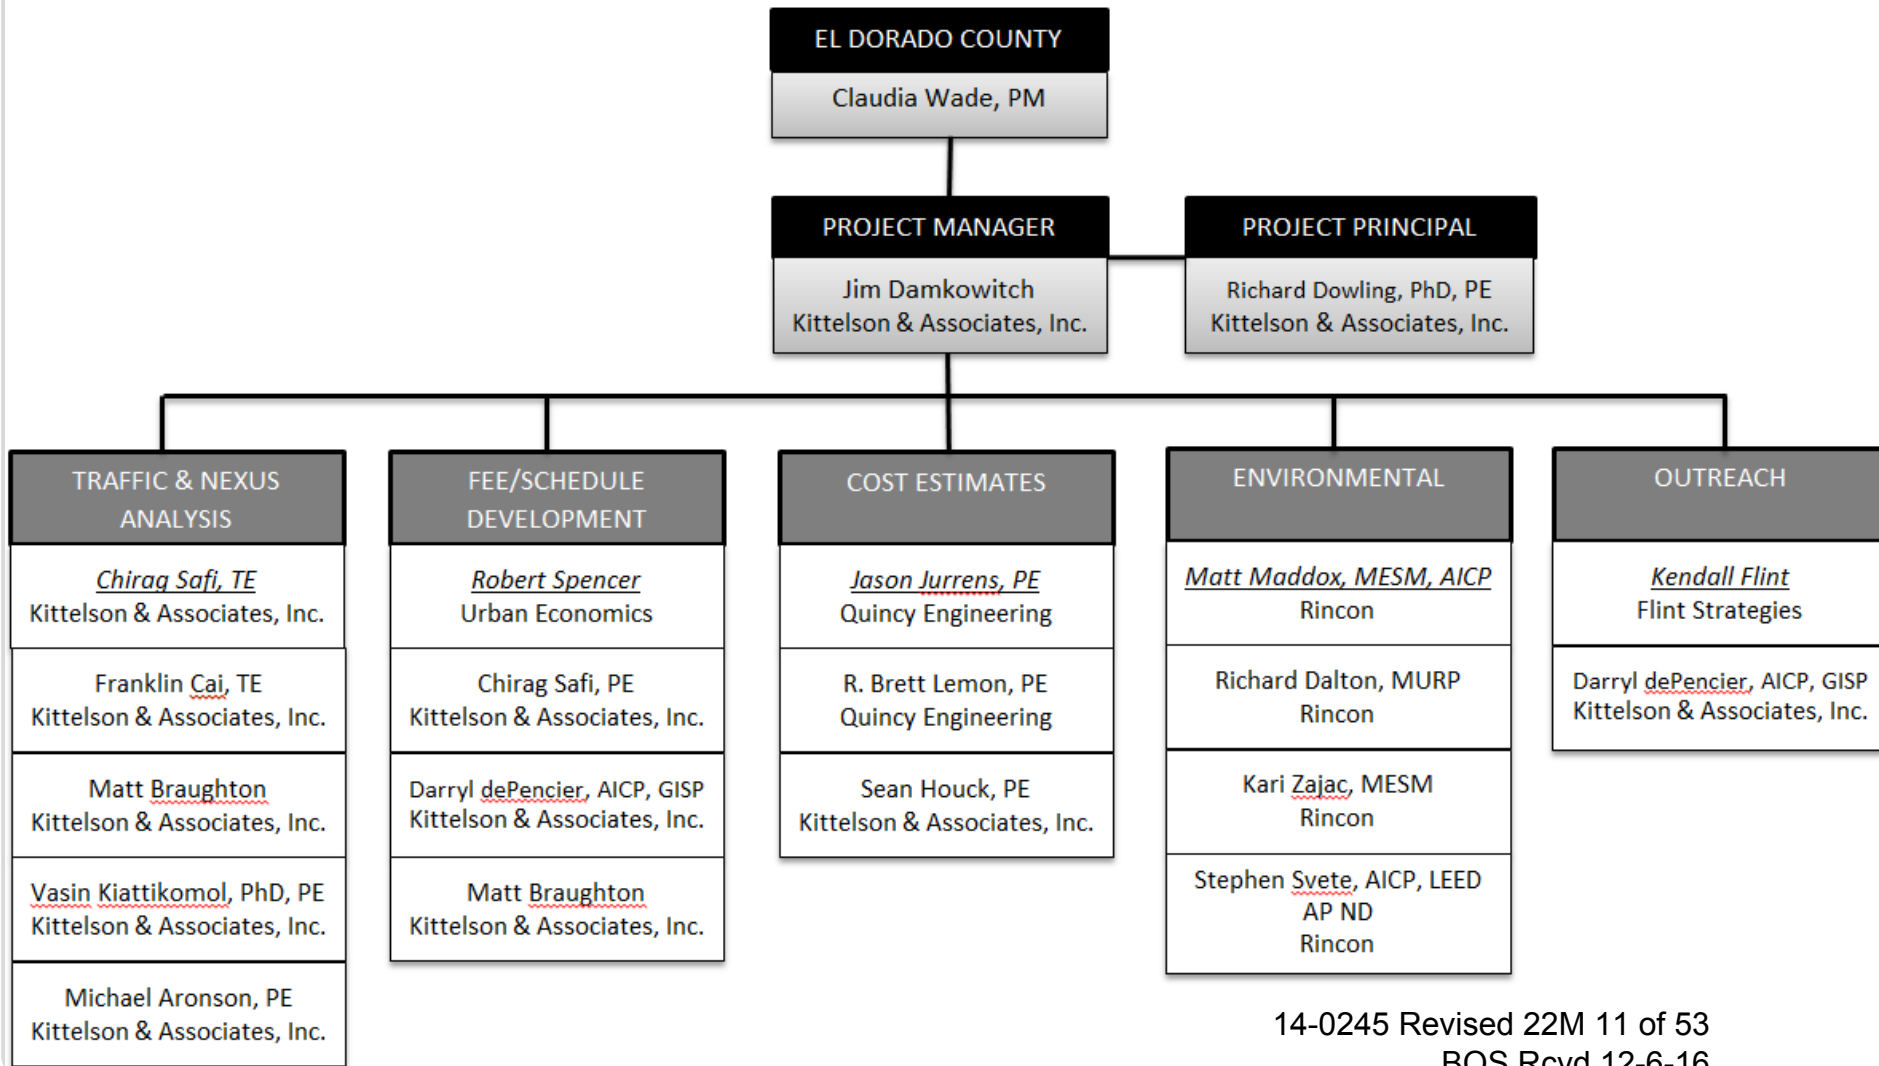 EL DORADO COUNTY
Claudia Wade, PM
PROJECT MANAGER
Jim Damkowitch
Kittelson & Associates, Inc.
PROJECT PRINCIPAL
Richard Dowling, PhD, PE
Kittelson & Associates, Inc.
TRAFFIC & NEXUS
ANALYSIS
Chirag Safi, TE
Kittelson & Associates, Inc.
Franklin Cai, TE
Kittelson & Associates, Inc.
Matt Braughton
Kittelson & Associates, Inc.
Vasin Kiattikomol, PhD, PE
Kittelson & Associates, Inc.
Michael Aronson, PE
Kittelson & Associates, Inc.
FEE/SCHEDULE
DEVELOPMENT
Robert Spencer
Urban Economics
Chirag Safi, PE
Kittelson & Associates, Inc.
Darryl dePencier, AICP, GISP
Kittelson & Associates, Inc.
Matt Braughton
Kittelson & Associates, Inc.
COST ESTIMATES
Jason Jurrens, PE
Quincy Engineering
R. Brett Lemon, PE
Quincy Engineering
Sean Houck, PE
Kittelson & Associates, Inc.
ENVIRONMENTAL
Matt Maddox, MESM, AICP
Rincon
Richard Dalton, MURP
Rincon
Kari Zajac, MESM
Rincon
Stephen Svete, AICP, LEED
AP ND
Rincon
OUTREACH
Kendall Flint
Flint Strategies
Darryl dePencier, AICP, GISP
Kittelson & Associates, Inc.
14-0245 Revised 22M 11 of 53
BOS Rcvd 12-6-16